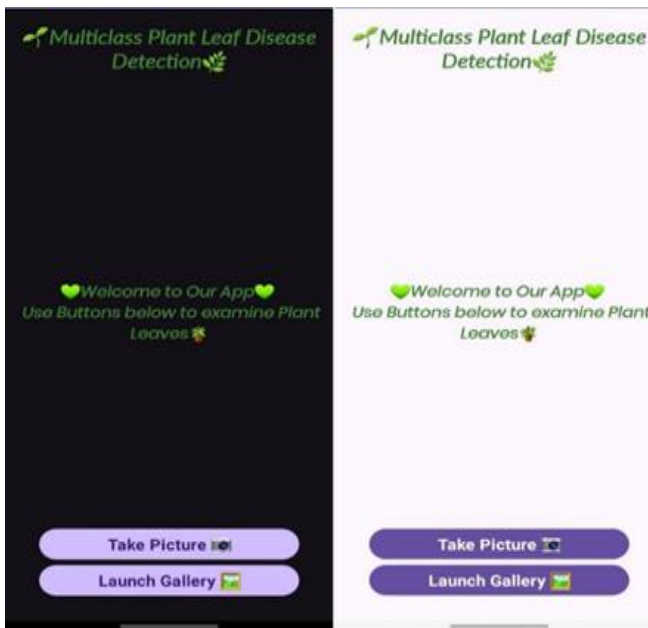 🌱Multiclass Plant Leaf Disease
Detection🌿
💚Welcome to Our App💚
Use Buttons below to examine Plant
Leaves🪴
Take Picture 📷
Launch Gallery 🖼️
🌱Multiclass Plant Leaf Disease
Detection🌿
💚Welcome to Our App💚
Use Buttons below to examine Plant
Leaves🪴
Take Picture 📷
Launch Gallery 🖼️